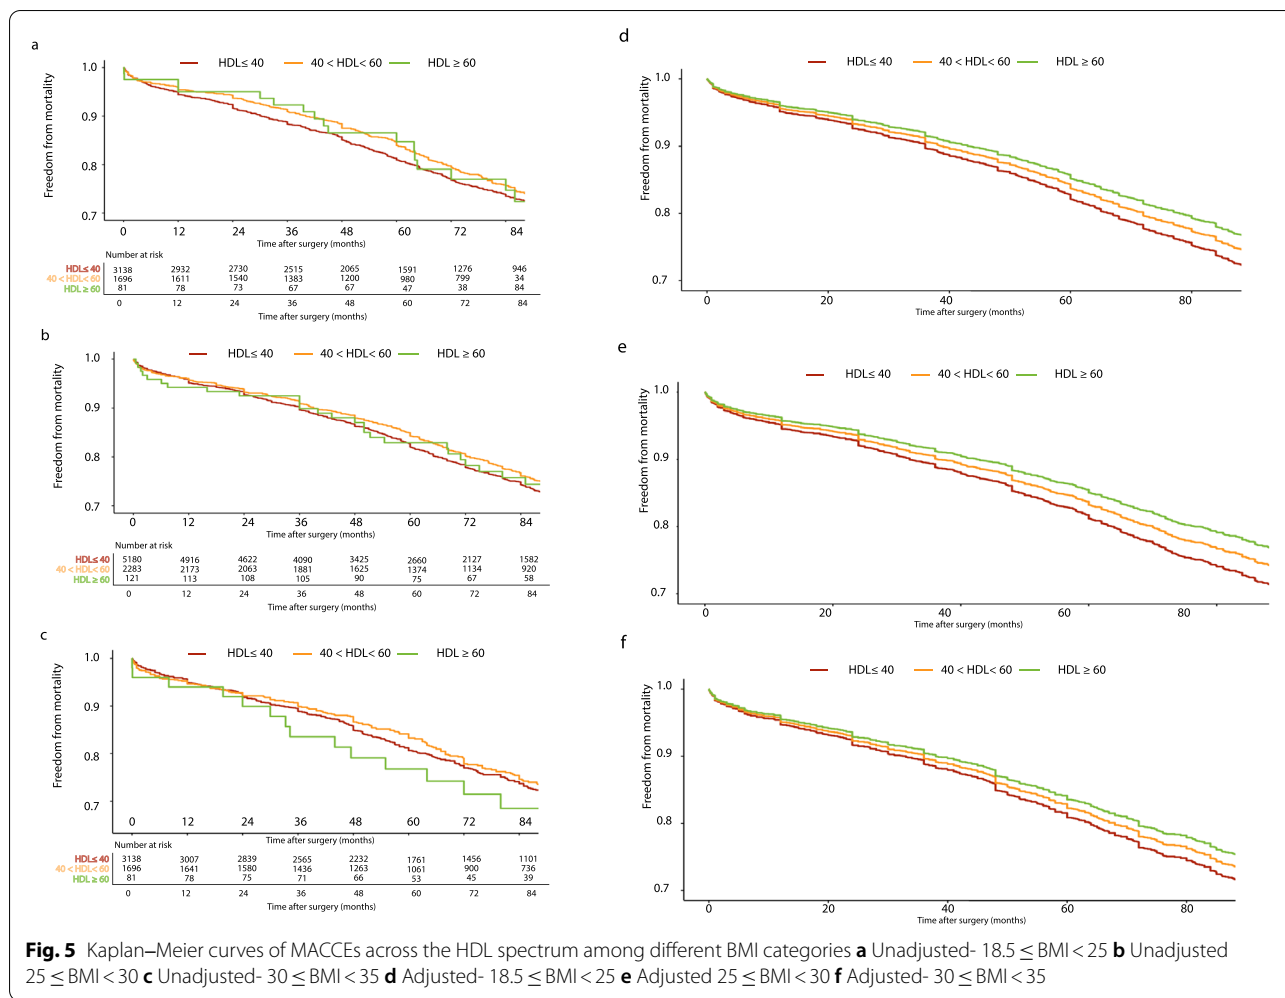 a
HDL≤ 40 40 < HDL< 60 HDL ≥ 60
Freedom from mortality
1.0
0.9
0.8
0.7
0 12 24 36 48 60 72 84
Time after surgery (months)
Number at risk
HDL≤ 40 3138 2932 2730 2515 2065 1591 1276 946
40 < HDL< 60 1696 1611 1540 1383 1200 980 799 34
HDL ≥ 60 81 78 73 67 67 47 38 84
0 12 24 36 48 60 72 84
Time after surgery (months)
b
HDL≤ 40 40 < HDL< 60 HDL ≥ 60
Freedom from mortality
1.0
0.9
0.8
0.7
0 12 24 36 48 60 72 84
Time after surgery (months)
Number at risk
HDL≤ 40 5180 4916 4622 4090 3425 2660 2127 1582
40 < HDL< 60 2283 2173 2063 1881 1625 1374 1134 920
HDL ≥ 60 121 113 108 105 90 75 67 58
0 12 24 36 48 60 72 84
Time after surgery (months)
c
HDL≤ 40 40 < HDL< 60 HDL ≥ 60
Freedom from mortality
1.0
0.9
0.8
0.7
0 12 24 36 48 60 72 84
Time after surgery (months)
Number at risk
HDL≤ 40 3138 3007 2839 2565 2232 1761 1456 1101
40 < HDL< 60 1696 1641 1580 1436 1263 1061 900 736
HDL ≥ 60 81 78 75 71 66 53 45 39
0 12 24 36 48 60 72 84
Time after surgery (months)
d
HDL≤ 40 40 < HDL< 60 HDL ≥ 60
Freedom from mortality
1.0
0.9
0.8
0.7
0 20 40 60 80
Time after surgery (months)
e
HDL≤ 40 40 < HDL< 60 HDL ≥ 60
Freedom from mortality
1.0
0.9
0.8
0.7
0 20 40 60 80
Time after surgery (months)
f
HDL≤ 40 40 < HDL< 60 HDL ≥ 60
Freedom from mortality
1.0
0.9
0.8
0.7
0 20 40 60 80
Time after surgery (months)
Fig. 5 Kaplan–Meier curves of MACCEs across the HDL spectrum among different BMI categories a Unadjusted- 18.5 ≤ BMI < 25 b Unadjusted
25 ≤ BMI < 30 c Unadjusted- 30 ≤ BMI < 35 d Adjusted- 18.5 ≤ BMI < 25 e Adjusted 25 ≤ BMI < 30 f Adjusted- 30 ≤ BMI < 35